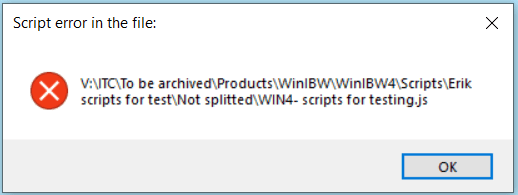 Script error in the file:
V:\ITC\To be archived\Products\WinIBW\WinIBW4\Scripts\Erik
scripts for test\Not splitted\WIN4- scripts for testing.js
OK